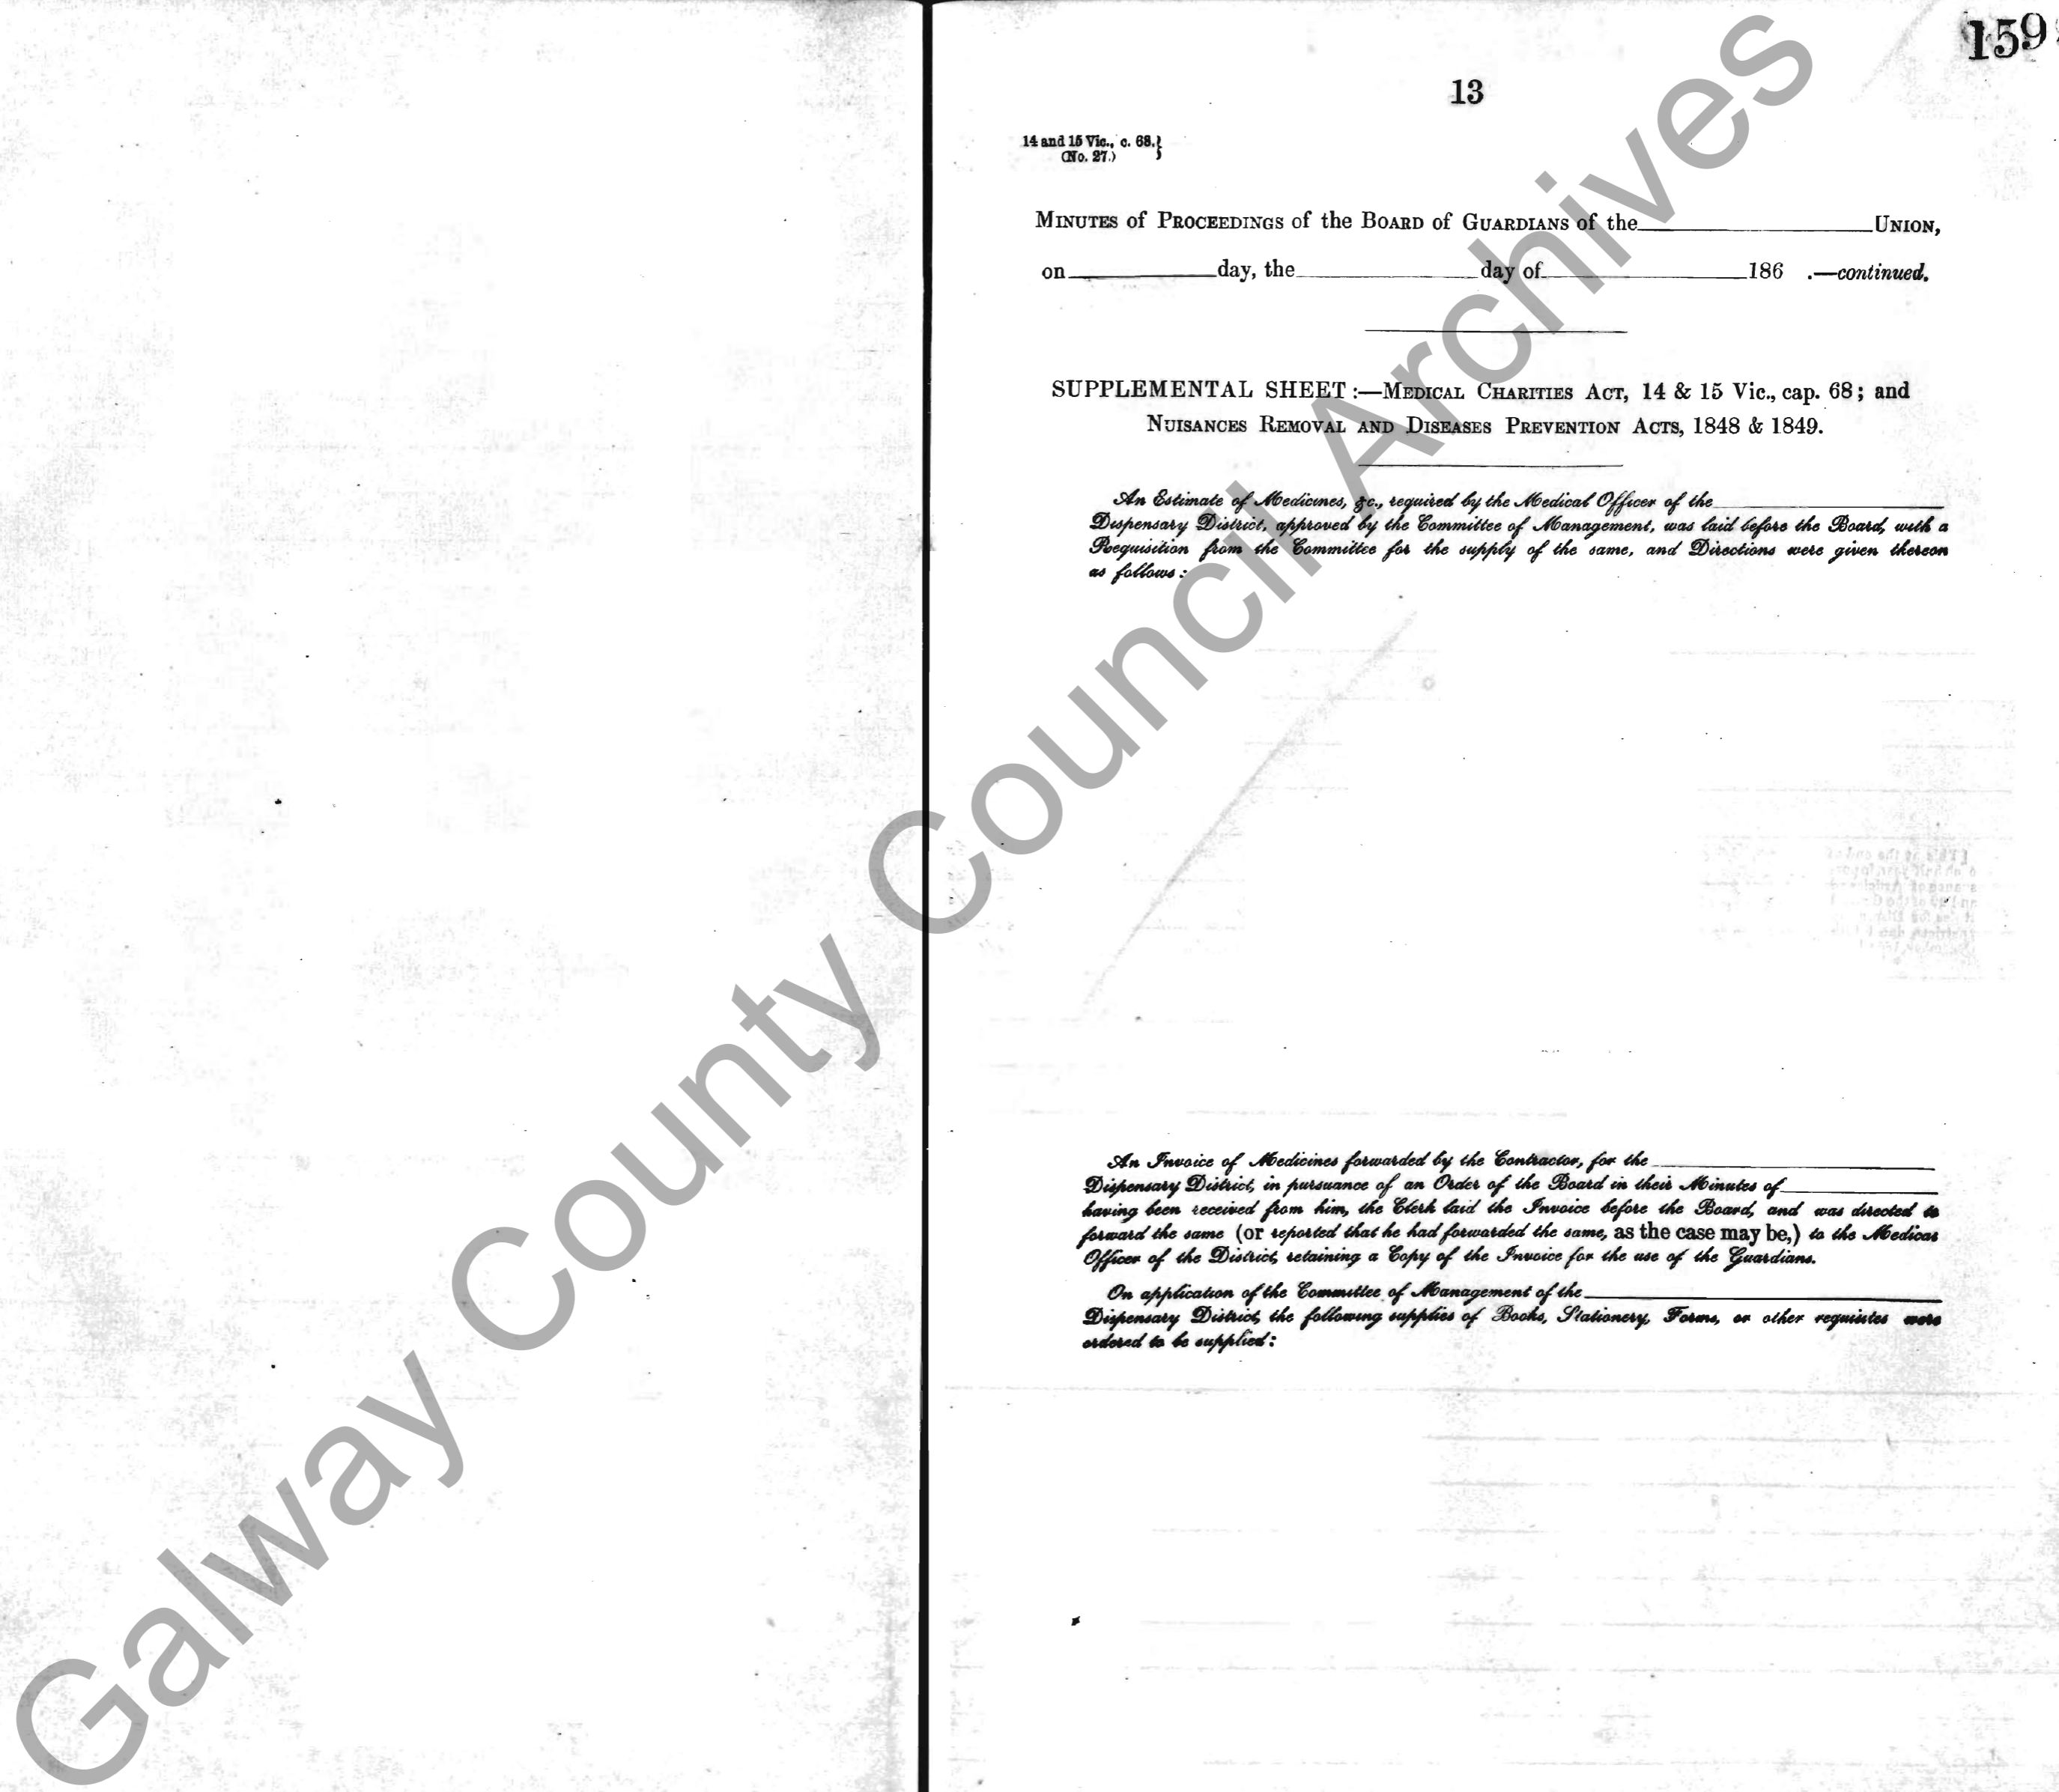 159
13
14 and 15 Vic., c. 68.}
(No. 27.)
MINUTES of PROCEEDINGS of the BOARD of GUARDIANS of the UNION,
on day, the day of 186 .—continued.
SUPPLEMENTAL SHEET:—MEDICAL CHARITIES ACT, 14 & 15 Vic., cap. 68; and
NUISANCES REMOVAL AND DISEASES PREVENTION ACTS, 1848 & 1849.
An Estimate of Medicines, &c., required by the Medical Officer of the
Dispensary District, approved by the Committee of Management, was laid before the Board, with a
Requisition from the Committee for the supply of the same, and Directions were given thereon
as follows:
An Invoice of Medicines forwarded by the Contractor, for the
Dispensary District, in pursuance of an Order of the Board in their Minutes of
having been received from him, the Clerk laid the Invoice before the Board, and was directed to
forward the same (or reported that he had forwarded the same, as the case may be,) to the Medical
Officer of the District, retaining a Copy of the Invoice for the use of the Guardians.
On application of the Committee of Management of the
Dispensary District, the following supplies of Books, Stationery, Forms, or other requisites were
ordered to be supplied:
Galway County Council Archives